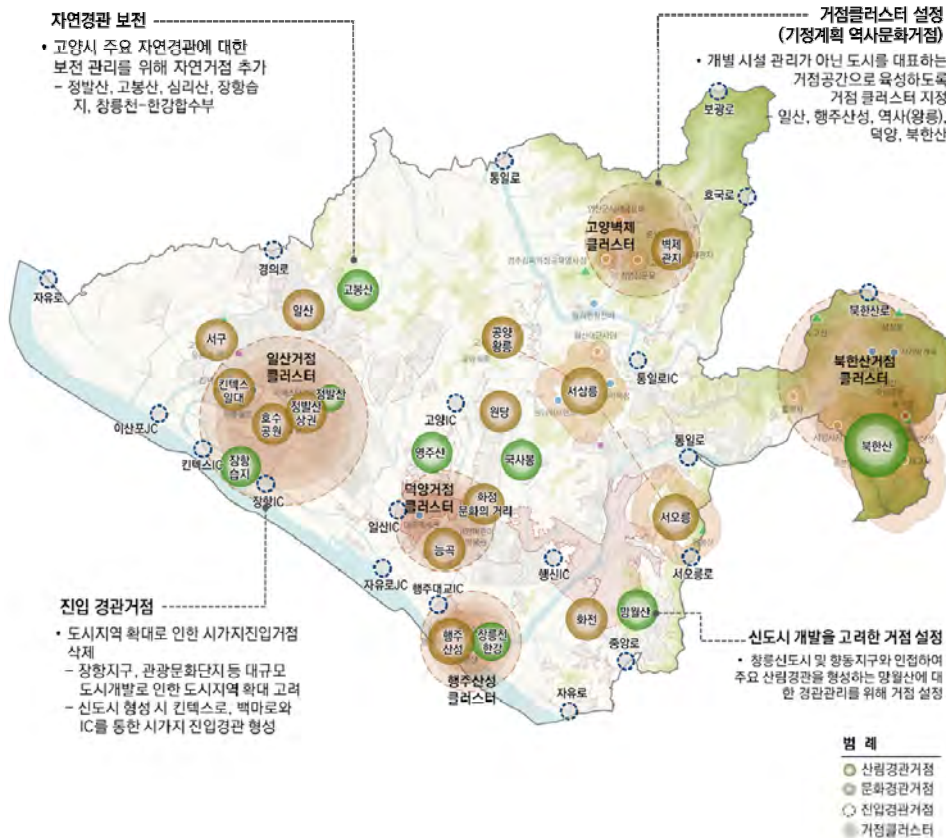 자연경관 보전
• 고양시 주요 자연경관에 대한
보전 관리를 위해 자연거점 추가
- 정발산, 고봉산, 심리산, 장항습
지, 창릉천-한강합수부
거점클러스터 설정
(기정계획 역사문화거점)
• 개별 시설 관리가 아닌 도시를 대표하는
거점공간으로 육성하도록
거점 클러스터 지정
- 일산, 행주산성, 역사(왕릉),
덕양, 북한산
보광로
통일로
호국로
고양벽제
클러스터
벽제
관지
경의로
자유로
고봉산
일산
북한산로
서구
공양
왕릉
일산거점
클러스터
북한산거점
클러스터
통일로IC
킨텍스
일대
정발산
서삼릉
정발산
상권
호수
공원
이산포JC
고양IC
원당
킨텍스IC
영주산
국사봉
통일로
북한산
장항
습지
장항IC
덕양거점
클러스터
화정
문화의 거리
일산IC
서오릉
능곡
자유로JC
행신IC
서오릉로
행주대교IC
화전
망월산
행주
산성
창릉천
한강
중앙로
행주산성
클러스터
자유로
진입 경관거점
• 도시지역 확대로 인한 시가지진입거점
삭제
- 장항지구, 관광문화단지 등 대규모
도시개발로 인한 도시지역 확대 고려
- 신도시 형성 시 킨텍스로, 백마로와
IC를 통한 시가지 진입경관 형성
신도시 개발을 고려한 거점 설정
• 창릉신도시 및 향동지구와 인접하여
주요 산림경관을 형성하는 망월산에 대
한 경관관리를 위해 거점 설정
범 례
산림경관거점
문화경관거점
진입경관거점
거점클러스터